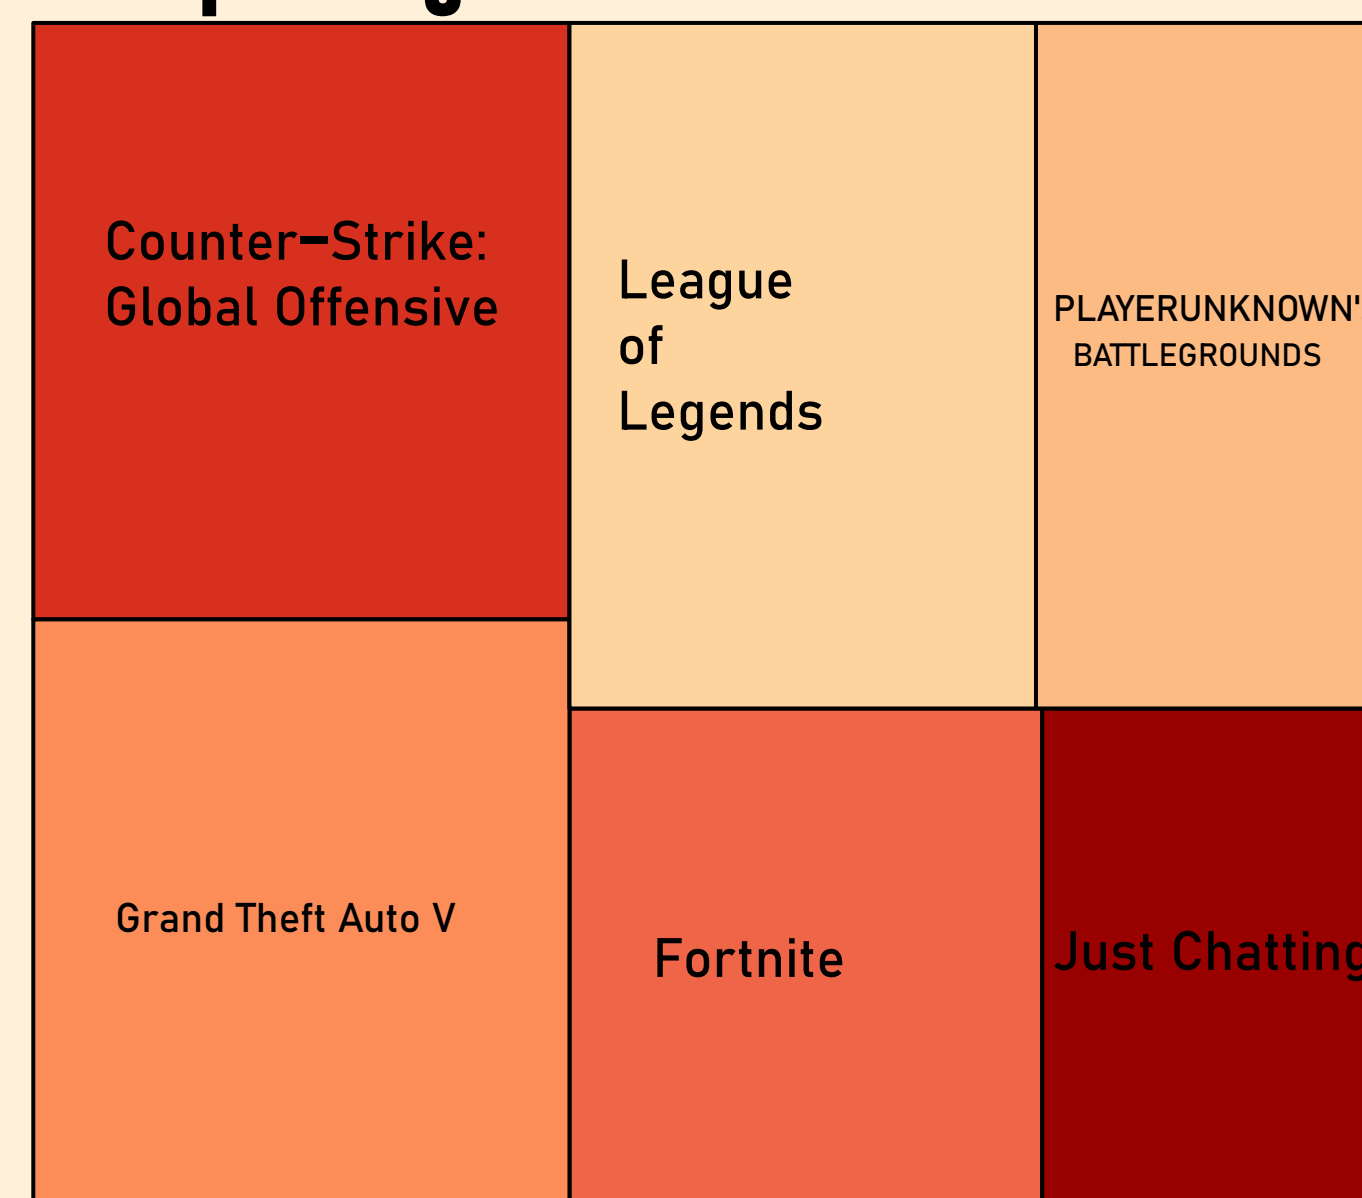 Counter–Strike:
Global Offensive
League
of
Legends
PLAYERUNKNOWN'
BATTLEGROUNDS
Grand Theft Auto V
Fortnite
Just Chatting